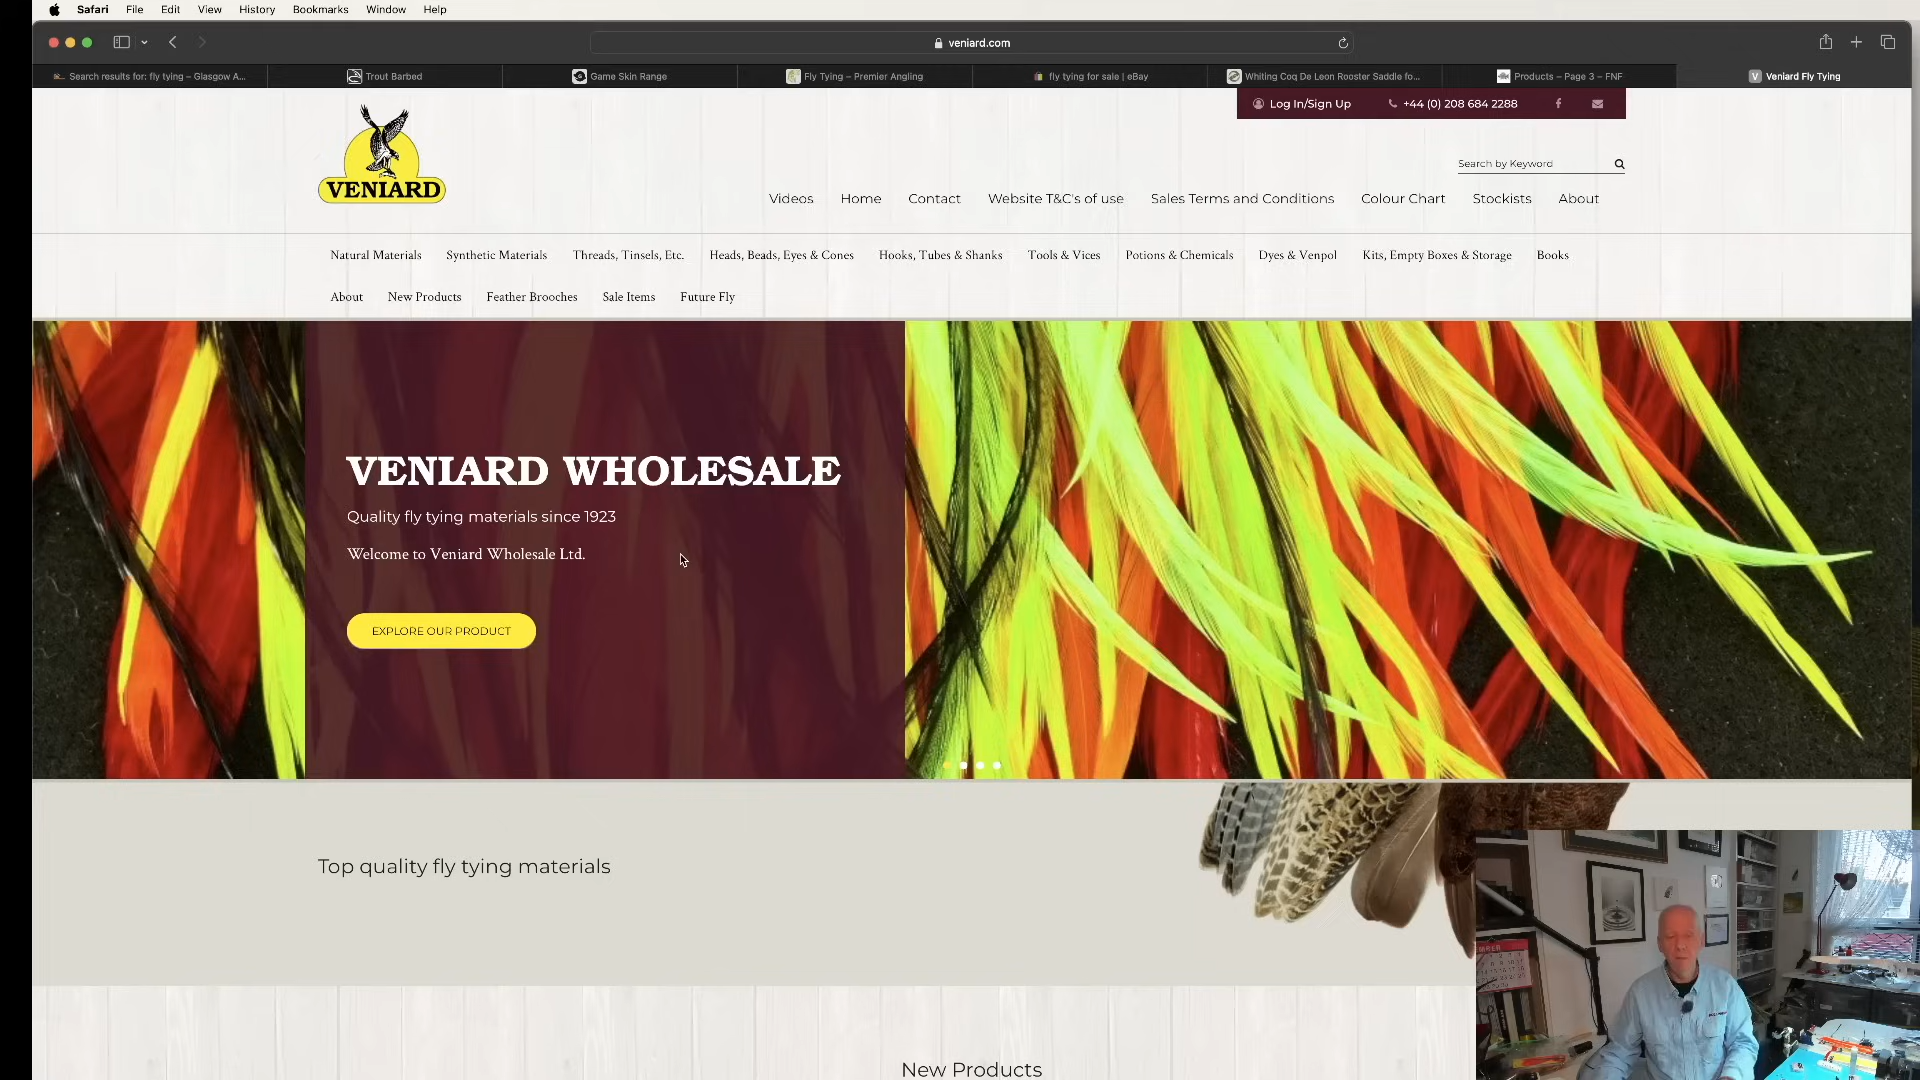 Safari File Edit View History Bookmarks Window Help
veniard.com
Search results for: fly tying – Glasgow A...
Trout Barbed
Game Skin Range
Fly Tying – Premier Angling
fly tying for sale | eBay
Whiting Coq De Leon Rooster Saddle fo...
Products – Page 3 – FNF
V Veniard Fly Tying
Log In/Sign Up +44 (0) 208 684 2288
VENIARD
Search by Keyword
Videos Home Contact Website T&C's of use Sales Terms and Conditions Colour Chart Stockists About
Natural Materials Synthetic Materials Threads, Tinsels, Etc. Heads, Beads, Eyes & Cones Hooks, Tubes & Shanks Tools & Vices Potions & Chemicals Dyes & Venpol Kits, Empty Boxes & Storage Books
About New Products Feather Brooches Sale Items Future Fly
VENIARD WHOLESALE
Quality fly tying materials since 1923
Welcome to Veniard Wholesale Ltd.
EXPLORE OUR PRODUCT
Top quality fly tying materials
New Products